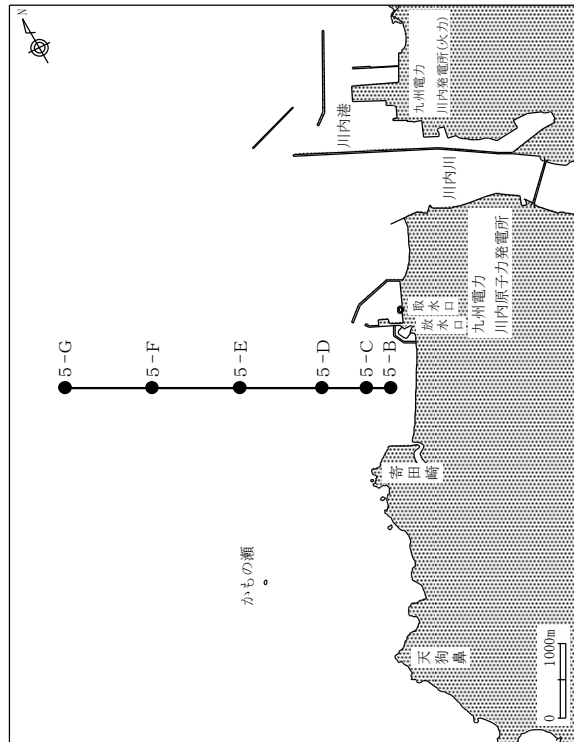 N
九州電力
川内発電所(火力)
川内港
川内川
九州電力
川内原子力発電所
取水口
放水口
5-G
5-F
5-E
5-D
5-C
5-B
寄田崎
かもの瀬
天狗鼻
0 1000m